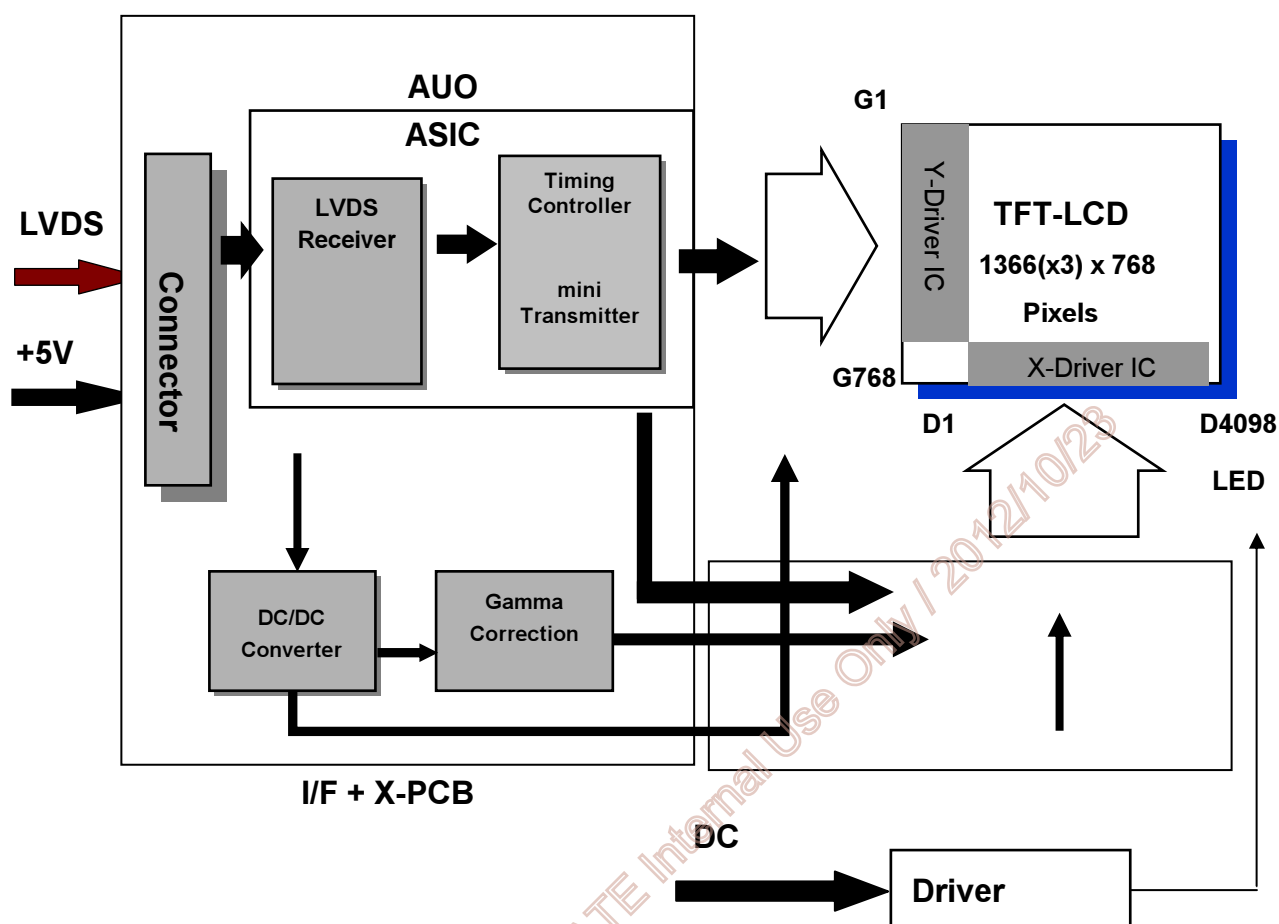 AUO
ASIC
LVDS
+5V
Connector
LVDS
Receiver
Timing
Controller
mini
Transmitter
G1
Y-Driver IC
TFT-LCD
1366(x3) x 768
Pixels
X-Driver IC
G768
D1
D4098
LED
DC/DC
Converter
Gamma
Correction
I/F + X-PCB
DC
Driver
Internal Use Only / 2012/10/23